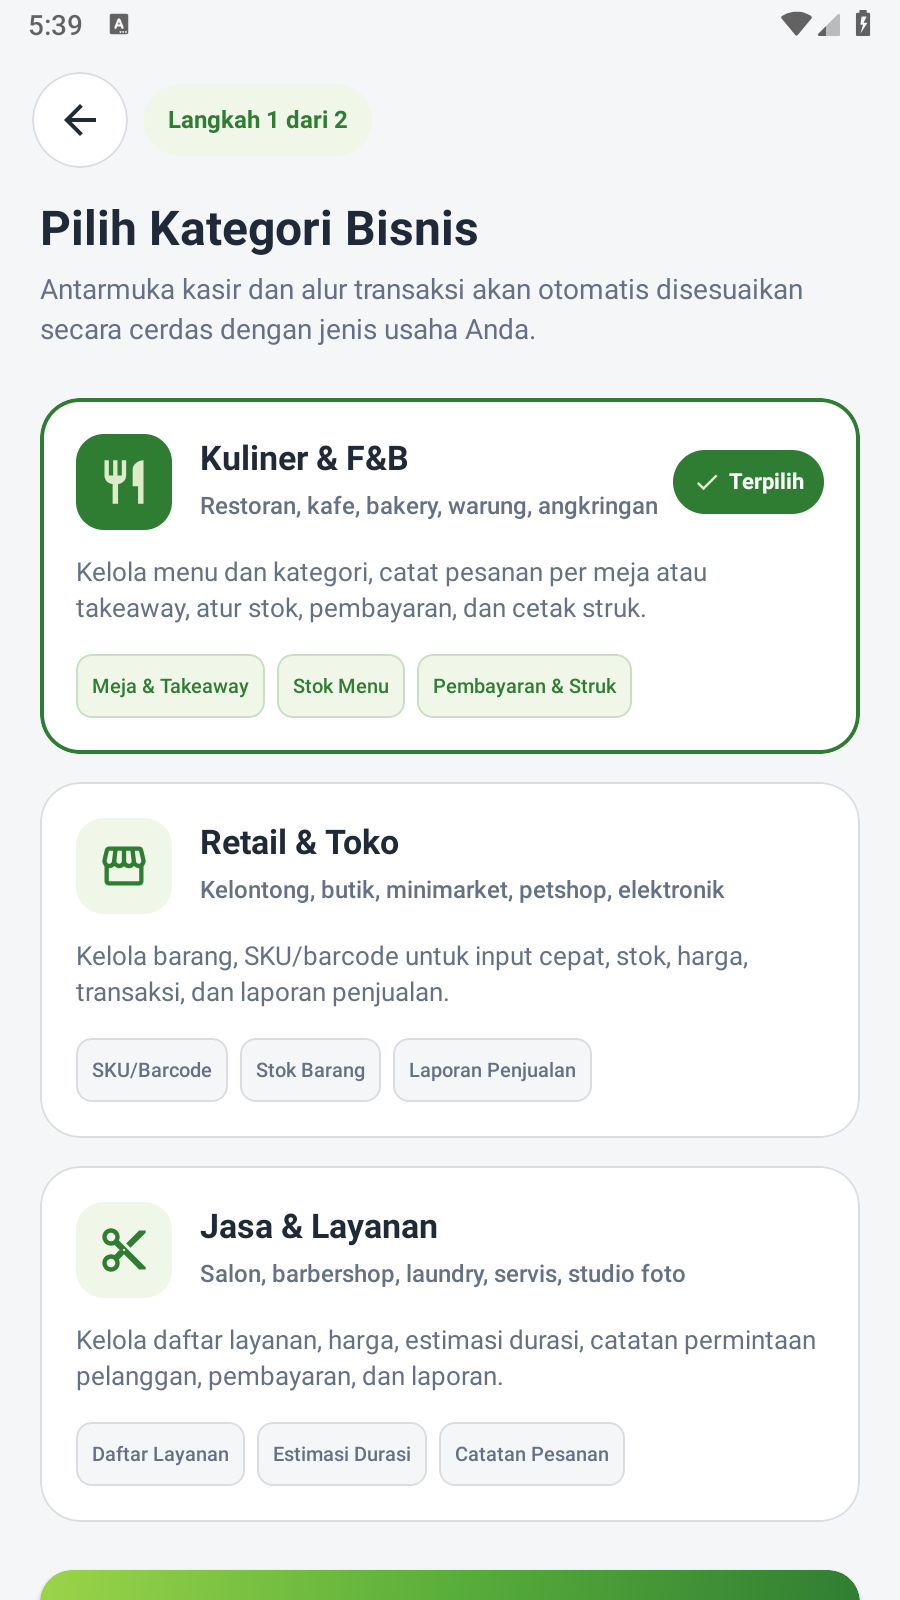 5:39
A
Langkah 1 dari 2
Pilih Kategori Bisnis
Antarmuka kasir dan alur transaksi akan otomatis disesuaikan
secara cerdas dengan jenis usaha Anda.
Kuliner & F&B
Restoran, kafe, bakery, warung, angkringan
Terpilih
Kelola menu dan kategori, catat pesanan per meja atau
takeaway, atur stok, pembayaran, dan cetak struk.
Meja & Takeaway
Stok Menu
Pembayaran & Struk
Retail & Toko
Kelontong, butik, minimarket, petshop, elektronik
Kelola barang, SKU/barcode untuk input cepat, stok, harga,
transaksi, dan laporan penjualan.
SKU/Barcode
Stok Barang
Laporan Penjualan
Jasa & Layanan
Salon, barbershop, laundry, servis, studio foto
Kelola daftar layanan, harga, estimasi durasi, catatan permintaan
pelanggan, pembayaran, dan laporan.
Daftar Layanan
Estimasi Durasi
Catatan Pesanan